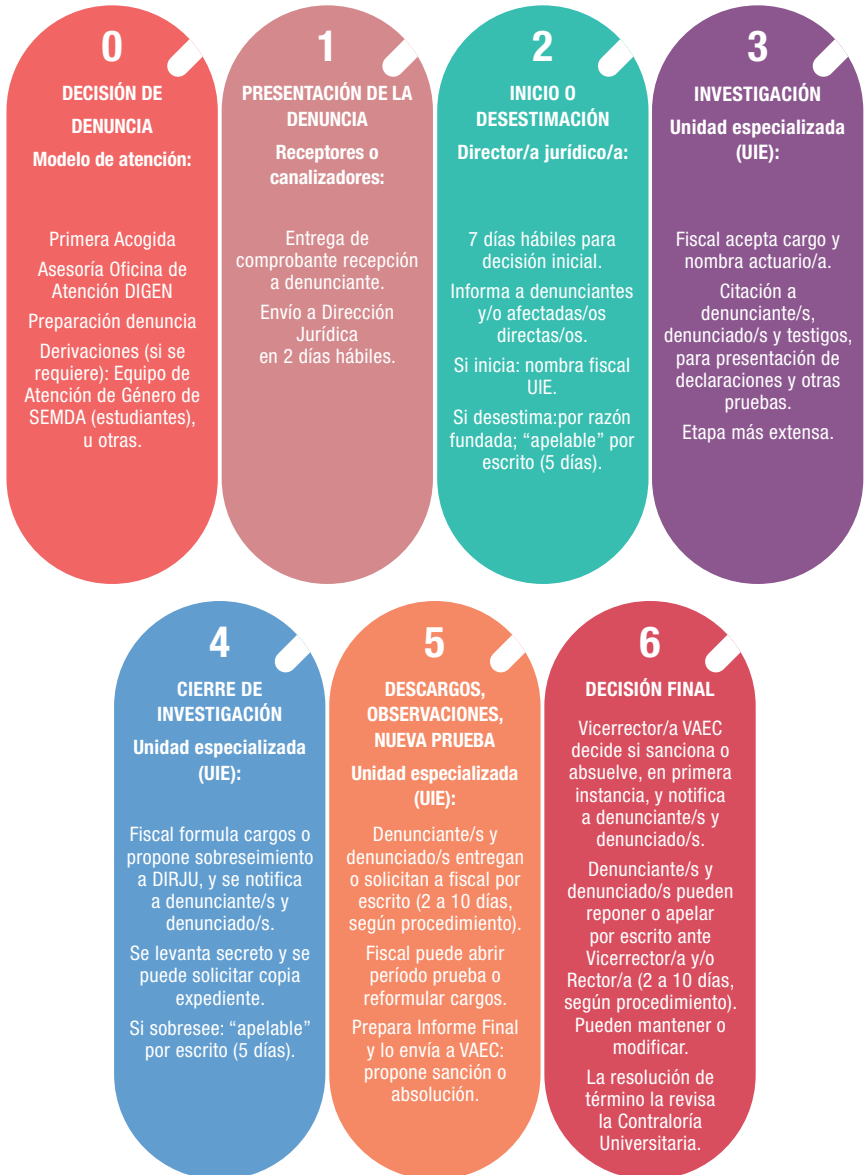 0
DECISIÓN DE
DENUNCIA
Modelo de atención:
Primera Acogida
Asesoría Oficina de
Atención DIGEN
Preparación denuncia
Derivaciones (si se
requiere): Equipo de
Atención de Género de
SEMDA (estudiantes),
u otras.
1
PRESENTACIÓN DE LA
DENUNCIA
Receptores o
canalizadores:
Entrega de
comprobante recepción
a denunciante.
Envío a Dirección
Jurídica
en 2 días hábiles.
2
INICIO O
DESESTIMACIÓN
Director/a jurídico/a:
7 días hábiles para
decisión inicial.
Informa a denunciantes
y/o afectadas/os
directas/os.
Si inicia: nombra fiscal
UIE.
Si desestima:por razón
fundada; “apelable” por
escrito (5 días).
3
INVESTIGACIÓN
Unidad especializada
(UIE):
Fiscal acepta cargo y
nombra actuario/a.
Citación a
denunciante/s,
denunciado/s y testigos,
para presentación de
declaraciones y otras
pruebas.
Etapa más extensa.
4
CIERRE DE
INVESTIGACIÓN
Unidad especializada
(UIE):
Fiscal formula cargos o
propone sobreseimiento
a DIRJU, y se notifica
a denunciante/s y
denunciado/s.
Se levanta secreto y se
puede solicitar copia
expediente.
Si sobresee: “apelable”
por escrito (5 días).
5
DESCARGOS,
OBSERVACIONES,
NUEVA PRUEBA
Unidad especializada
(UIE):
Denunciante/s y
denunciado/s entregan
o solicitan a fiscal por
escrito (2 a 10 días,
según procedimiento).
Fiscal puede abrir
período prueba o
reformular cargos.
Prepara Informe Final
y lo envía a VAEC:
propone sanción o
absolución.
6
DECISIÓN FINAL
Vicerrector/a VAEC
decide si sanciona o
absuelve, en primera
instancia, y notifica
a denunciante/s y
denunciado/s.
Denunciante/s y
denunciado/s pueden
reponer o apelar
por escrito ante
Vicerrector/a y/o
Rector/a (2 a 10 días,
según procedimiento).
Pueden mantener o
modificar.
La resolución de
término la revisa
la Contraloría
Universitaria.